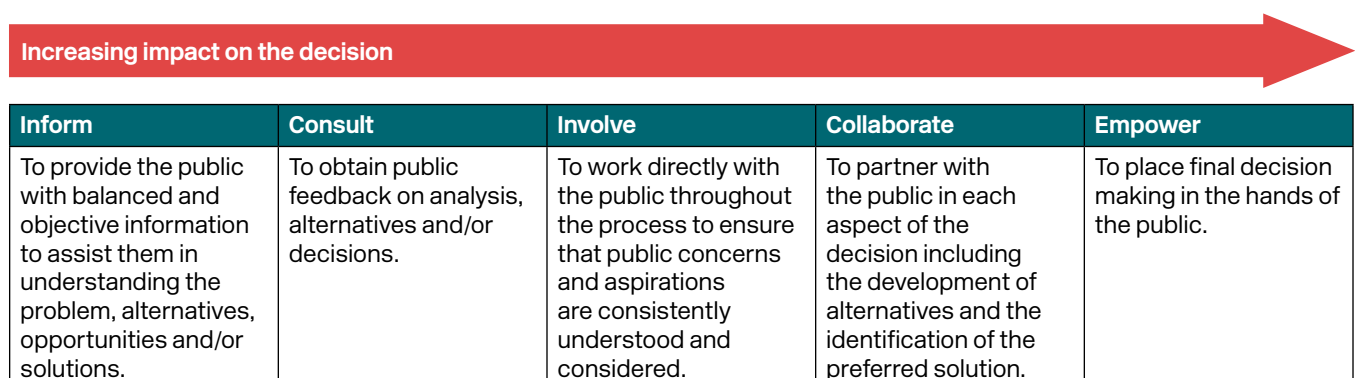 Increasing impact on the decision
Inform
Consult
Involve
Collaborate
Empower
To provide the public
with balanced and
objective information
to assist them in
understanding the
problem, alternatives,
opportunities and/or
solutions.
To obtain public
feedback on analysis,
alternatives and/or
decisions.
To work directly with
the public throughout
the process to ensure
that public concerns
and aspirations
are consistently
understood and
considered.
To partner with
the public in each
aspect of the
decision including
the development of
alternatives and the
identification of the
preferred solution.
To place final decision
making in the hands of
the public.